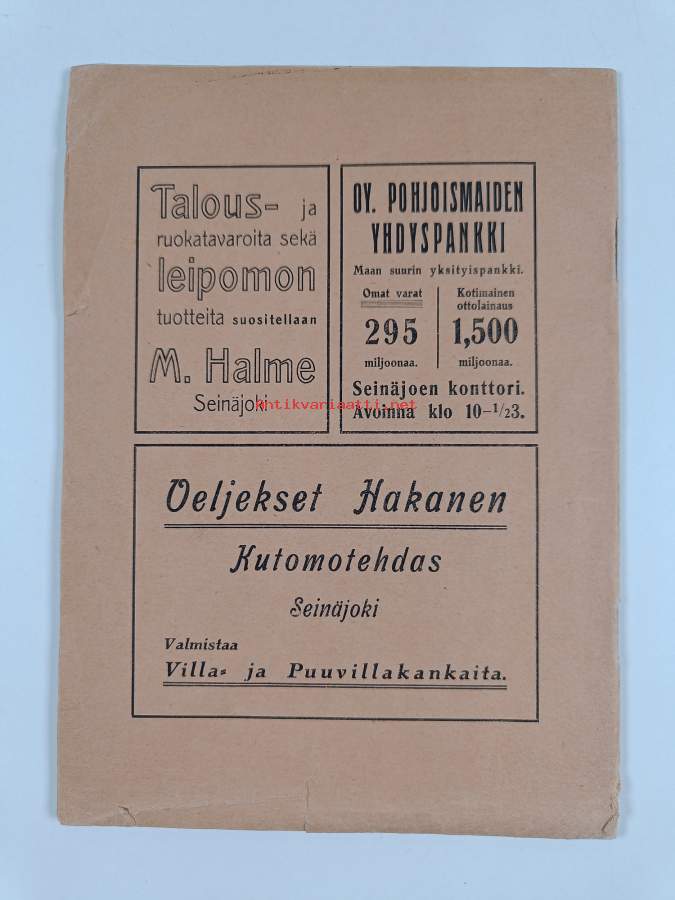 Talous- ja
ruokatavaroita sekä
leipomon
tuotteita suositellaan
M. Halme
Seinäjoki
OY. POHJOISMAIDEN
YHDYSPANKKI
Maan suurin yksityispankki.
Omat varat
295
miljoonaa.
Kotimainen
ottolainaus
1,500
miljoonaa.
Seinäjoen konttori.
Avoinna klo 10–1/23.
Antikvariaatti.net
Veljekset Hakanen
Kutomotehdas
Seinäjoki
Valmistaa
Villa- ja Puuvillakankaita.